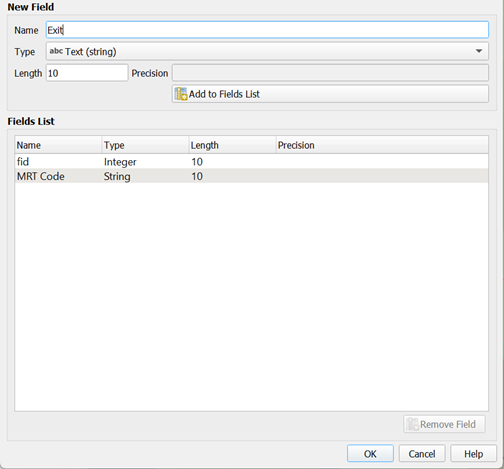 New Field
Name Exit
Type abc Text (string)
Length 10 Precision
Add to Fields List
Fields List
Name Type Length Precision
fid Integer 10
MRT Code String 10
Remove Field
OK Cancel Help